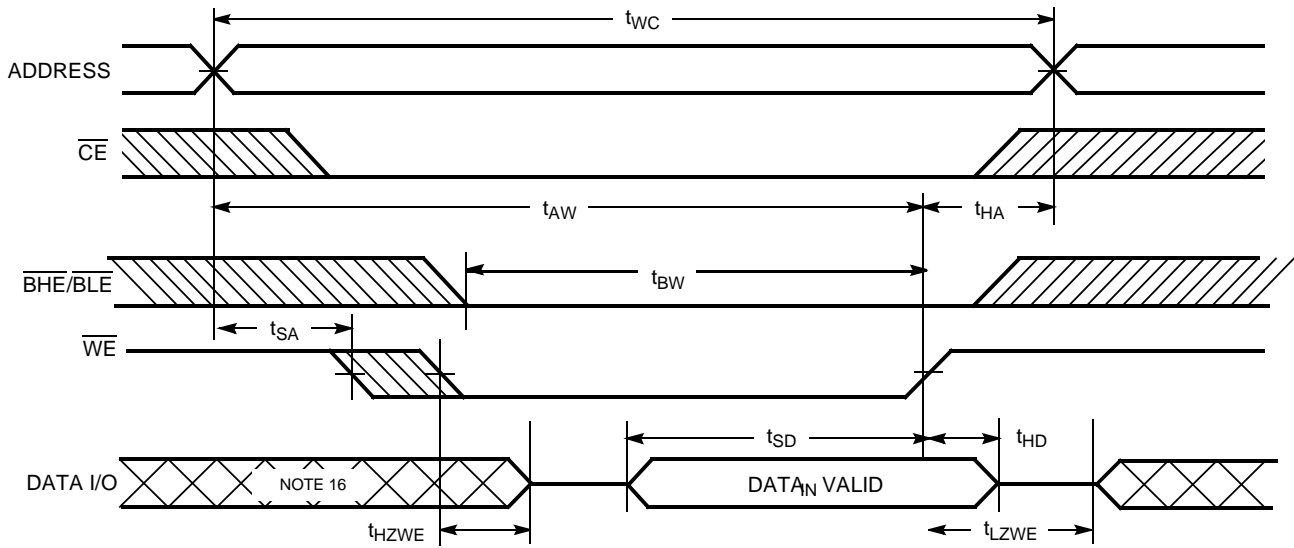 tWC
ADDRESS
CE
tAW
tHA
BHE/BLE
tBW
tSA
WE
tSD
tHD
DATA I/O
NOTE 16
DATAIN VALID
tHZWE
tLZWE